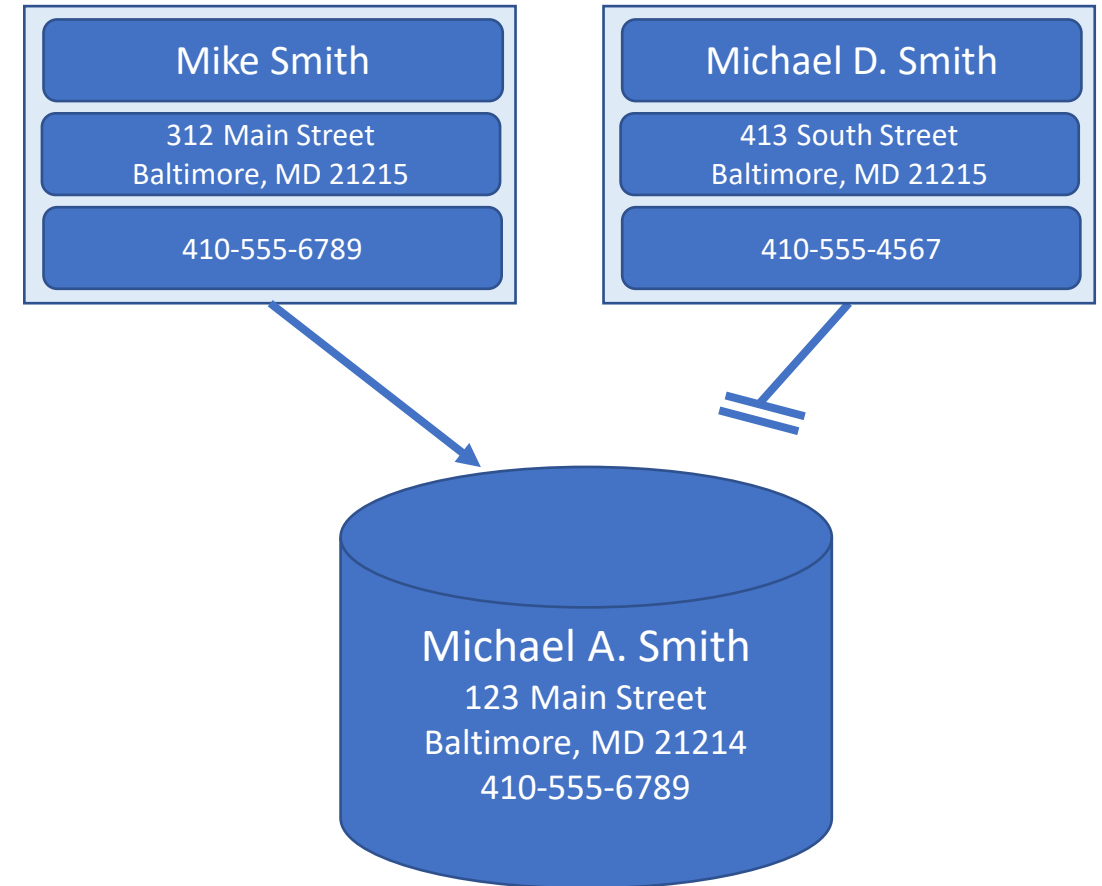 Mike Smith
312 Main Street
Baltimore, MD 21215
410-555-6789
Michael D. Smith
413 South Street
Baltimore, MD 21215
410-555-4567
Michael A. Smith
123 Main Street
Baltimore, MD 21214
410-555-6789